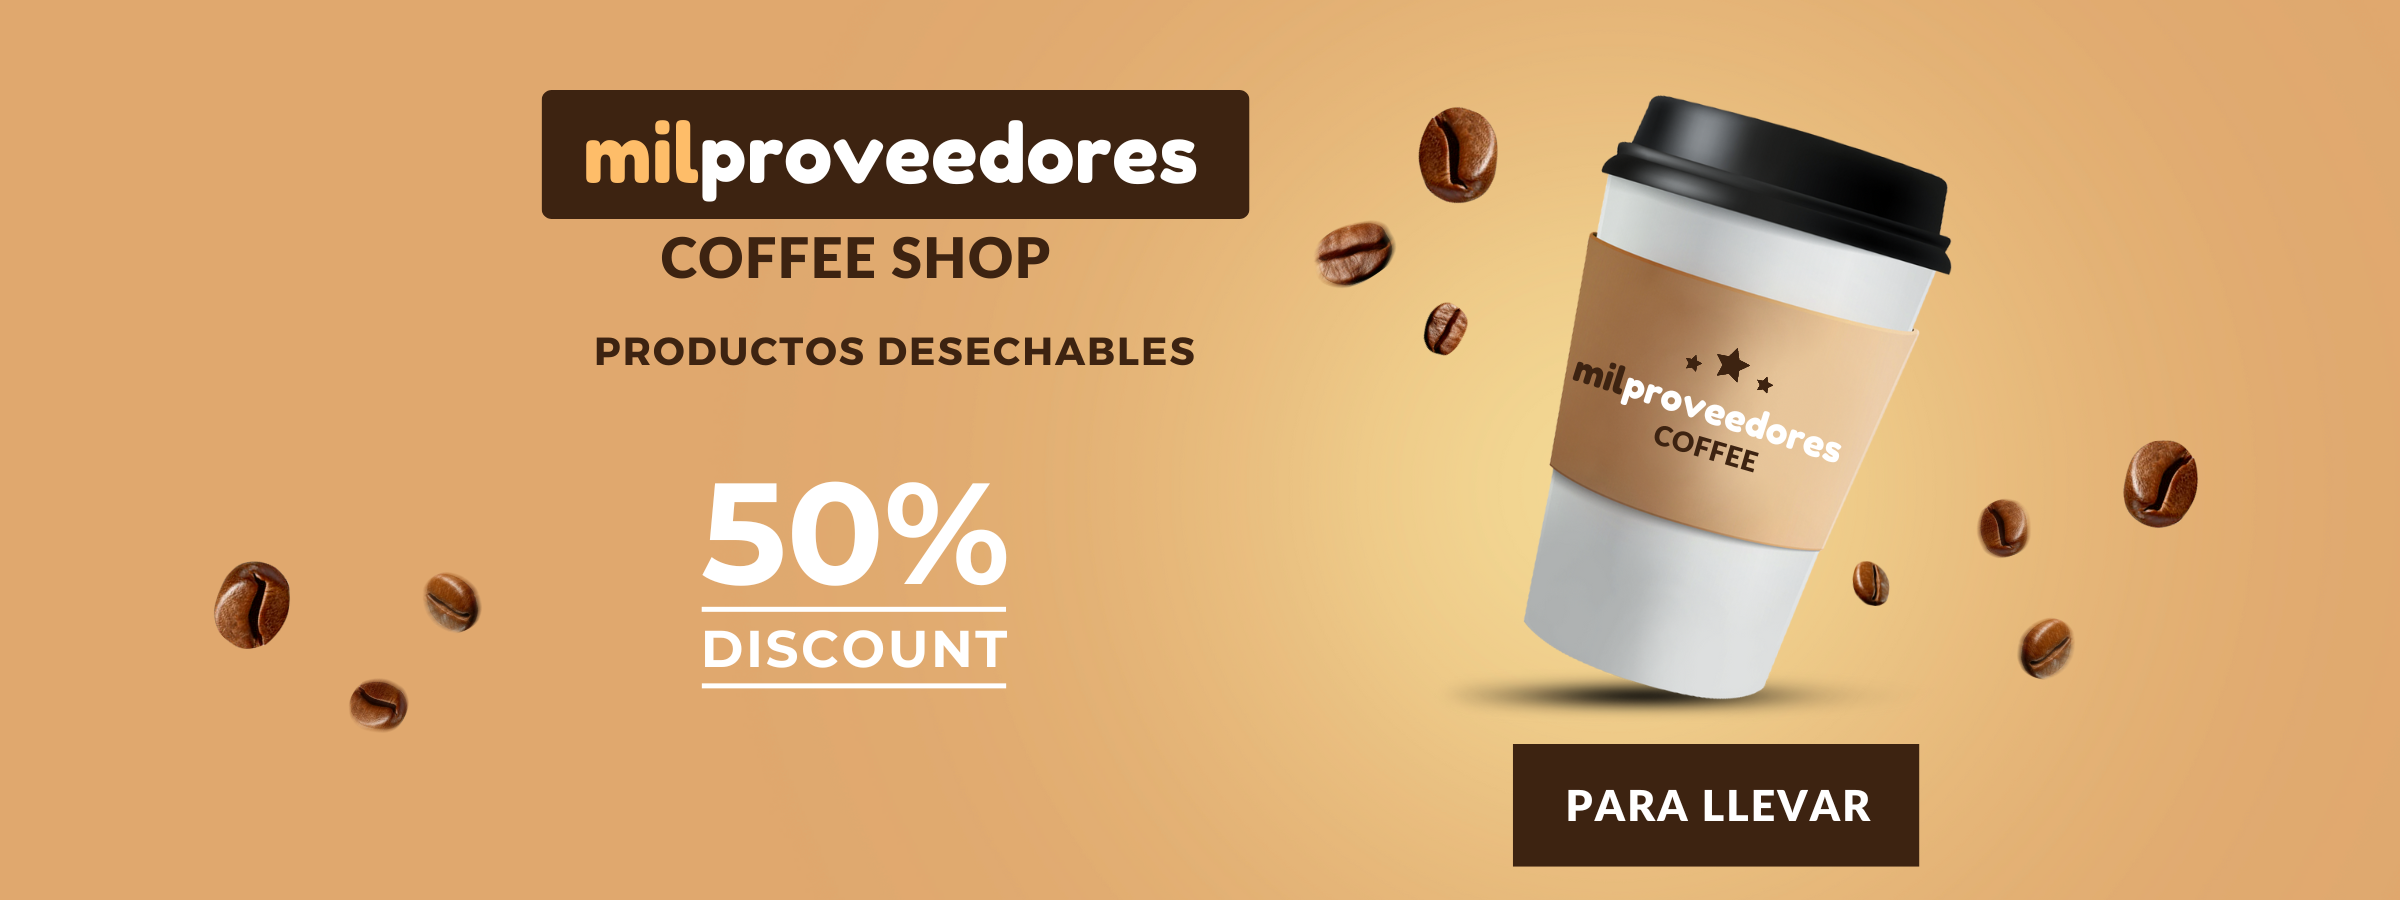 milproveedores
COFFEE SHOP
PRODUCTOS DESECHABLES
50%
DISCOUNT
milproveedores
COFFEE
PARA LLEVAR